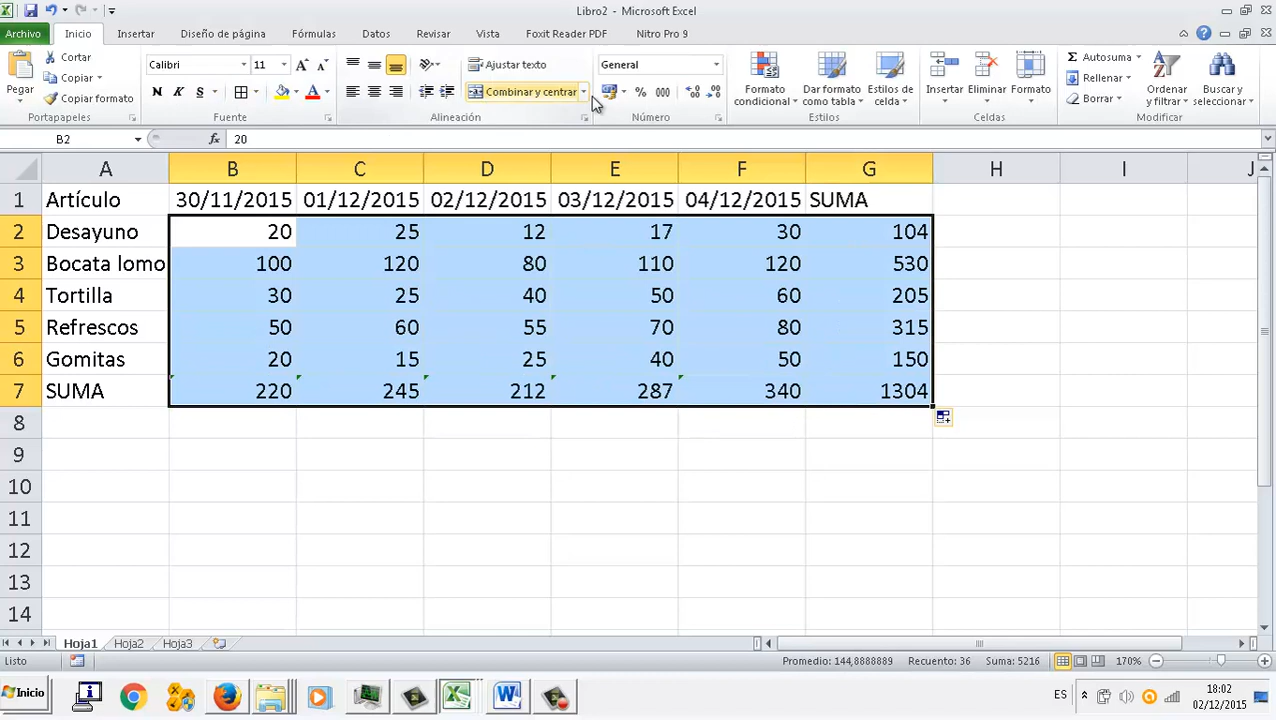 Libro2 - Microsoft Excel
Archivo Inicio Insertar Diseño de página Fórmulas Datos Revisar Vista Foxit Reader PDF Nitro Pro 9
Cortar
Copiar
Copiar formato
Pegar
Portapapeles
Calibri 11
N K S
Fuente
Ajustar texto
Combinar y centrar
Alineación
General
% 000
Número
Formato condicional
Dar formato como tabla
Estilos de celda
Estilos
Insertar Eliminar Formato
Celdas
Autosuma
Rellenar
Borrar
Ordenar y filtrar
Buscar y seleccionar
Modificar
B2 fx 20
A B C D E F G H I J
1 Artículo 30/11/2015 01/12/2015 02/12/2015 03/12/2015 04/12/2015 SUMA
2 Desayuno 20 25 12 17 30 104
3 Bocata lomo 100 120 80 110 120 530
4 Tortilla 30 25 40 50 60 205
5 Refrescos 50 60 55 70 80 315
6 Gomitas 20 15 25 40 50 150
7 SUMA 220 245 212 287 340 1304
8
9
10
11
12
13
14
Hoja1 Hoja2 Hoja3
Listo Promedio: 144,8888889 Recuento: 36 Suma: 5216 170%
Inicio ES 18:02
02/12/2015